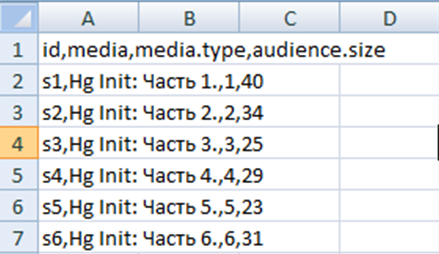 A B C D
1 id,media,media.type,audience.size
2 s1,Hg Init: Часть 1.,1,40
3 s2,Hg Init: Часть 2.,2,34
4 s3,Hg Init: Часть 3.,3,25
5 s4,Hg Init: Часть 4.,4,29
6 s5,Hg Init: Часть 5.,5,23
7 s6,Hg Init: Часть 6.,6,31